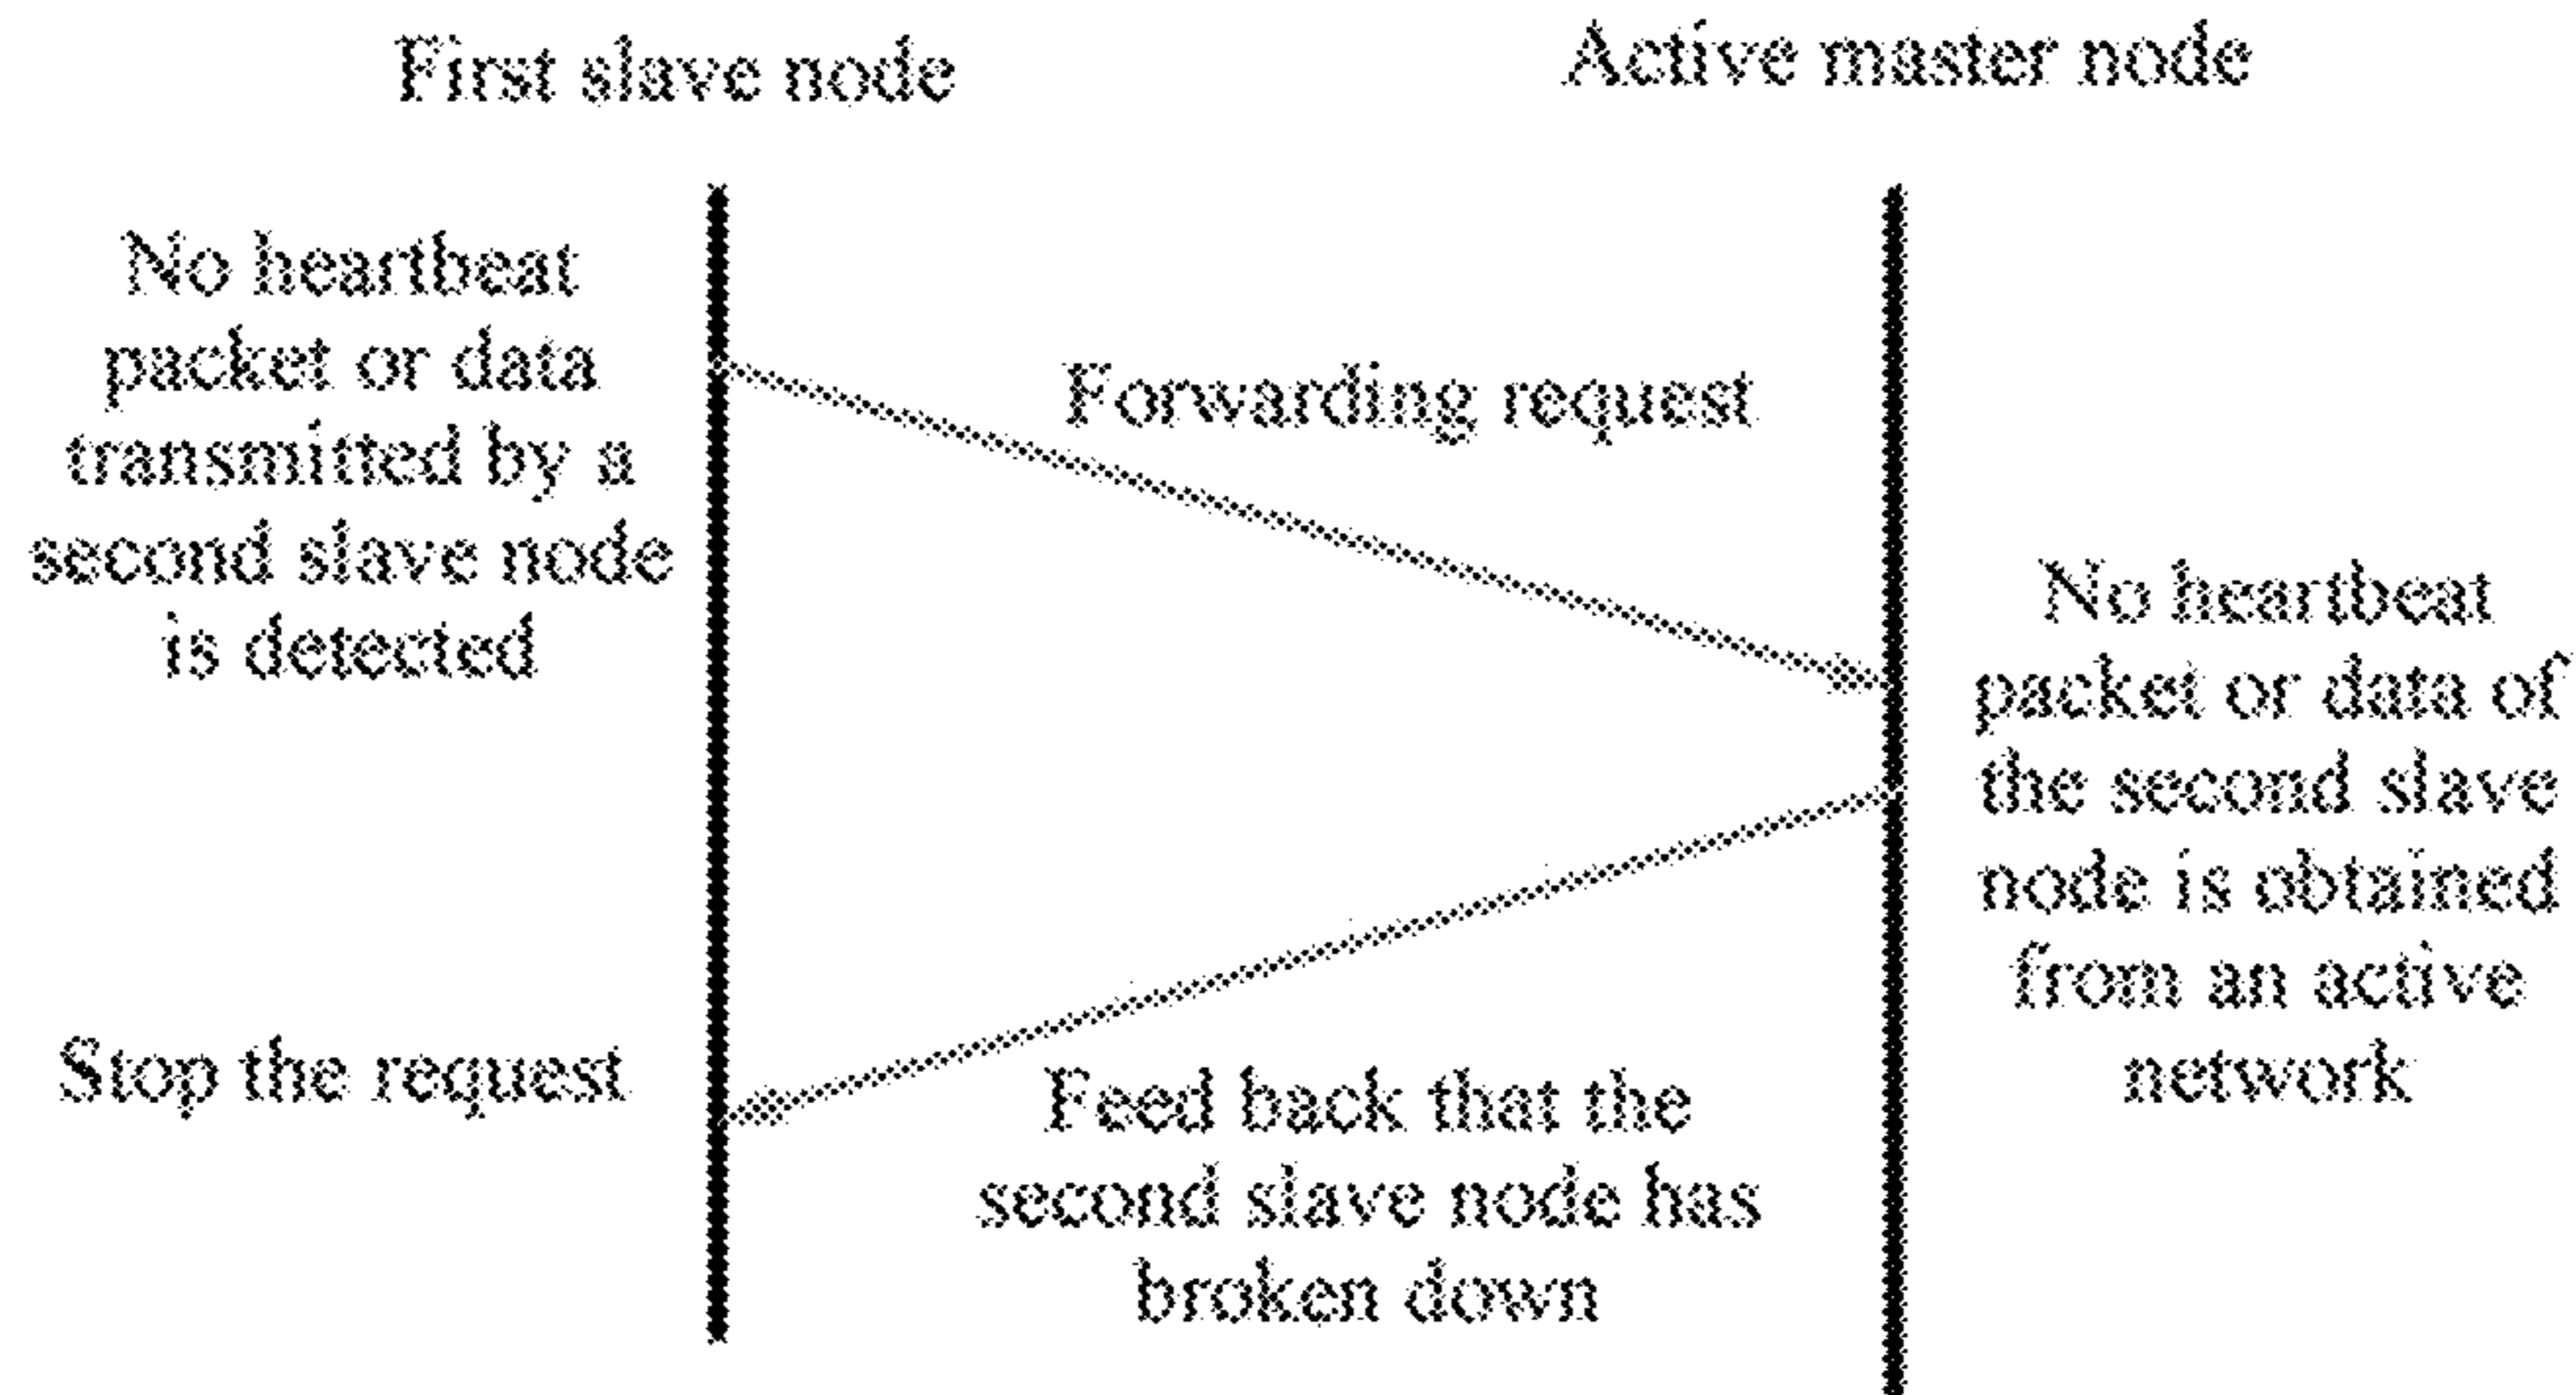 First slave node
Active master node
No heartbeat
packet or data
transmitted by a
second slave node
is detected
Forwarding request
No heartbeat
packet or data of
the second slave
node is obtained
from an active
network
Feed back that the
second slave node has
broken down
Stop the request